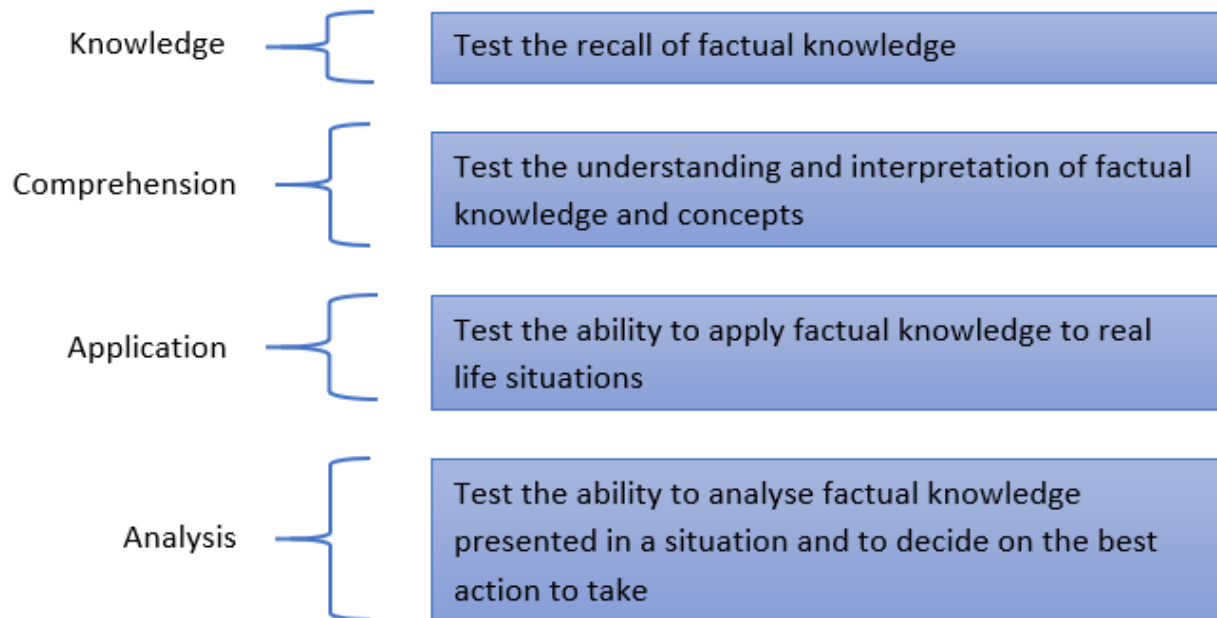 Knowledge
Test the recall of factual knowledge
Comprehension
Test the understanding and interpretation of factual
knowledge and concepts
Application
Test the ability to apply factual knowledge to real
life situations
Analysis
Test the ability to analyse factual knowledge
presented in a situation and to decide on the best
action to take